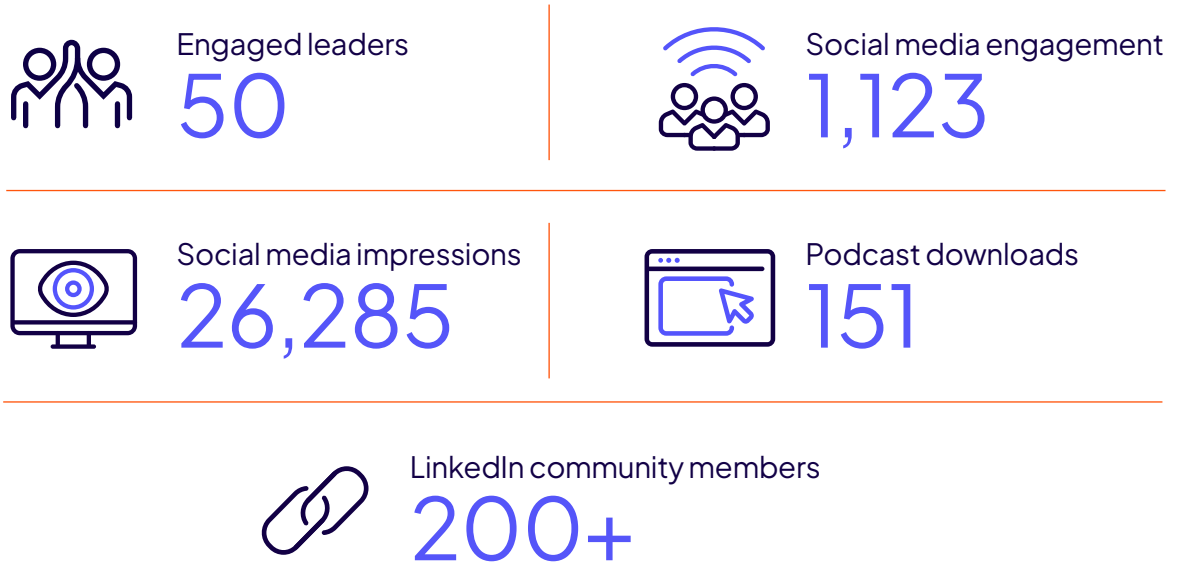 Engaged leaders
50
Social media engagement
1,123
Social media impressions
26,285
Podcast downloads
151
LinkedIn community members
200+